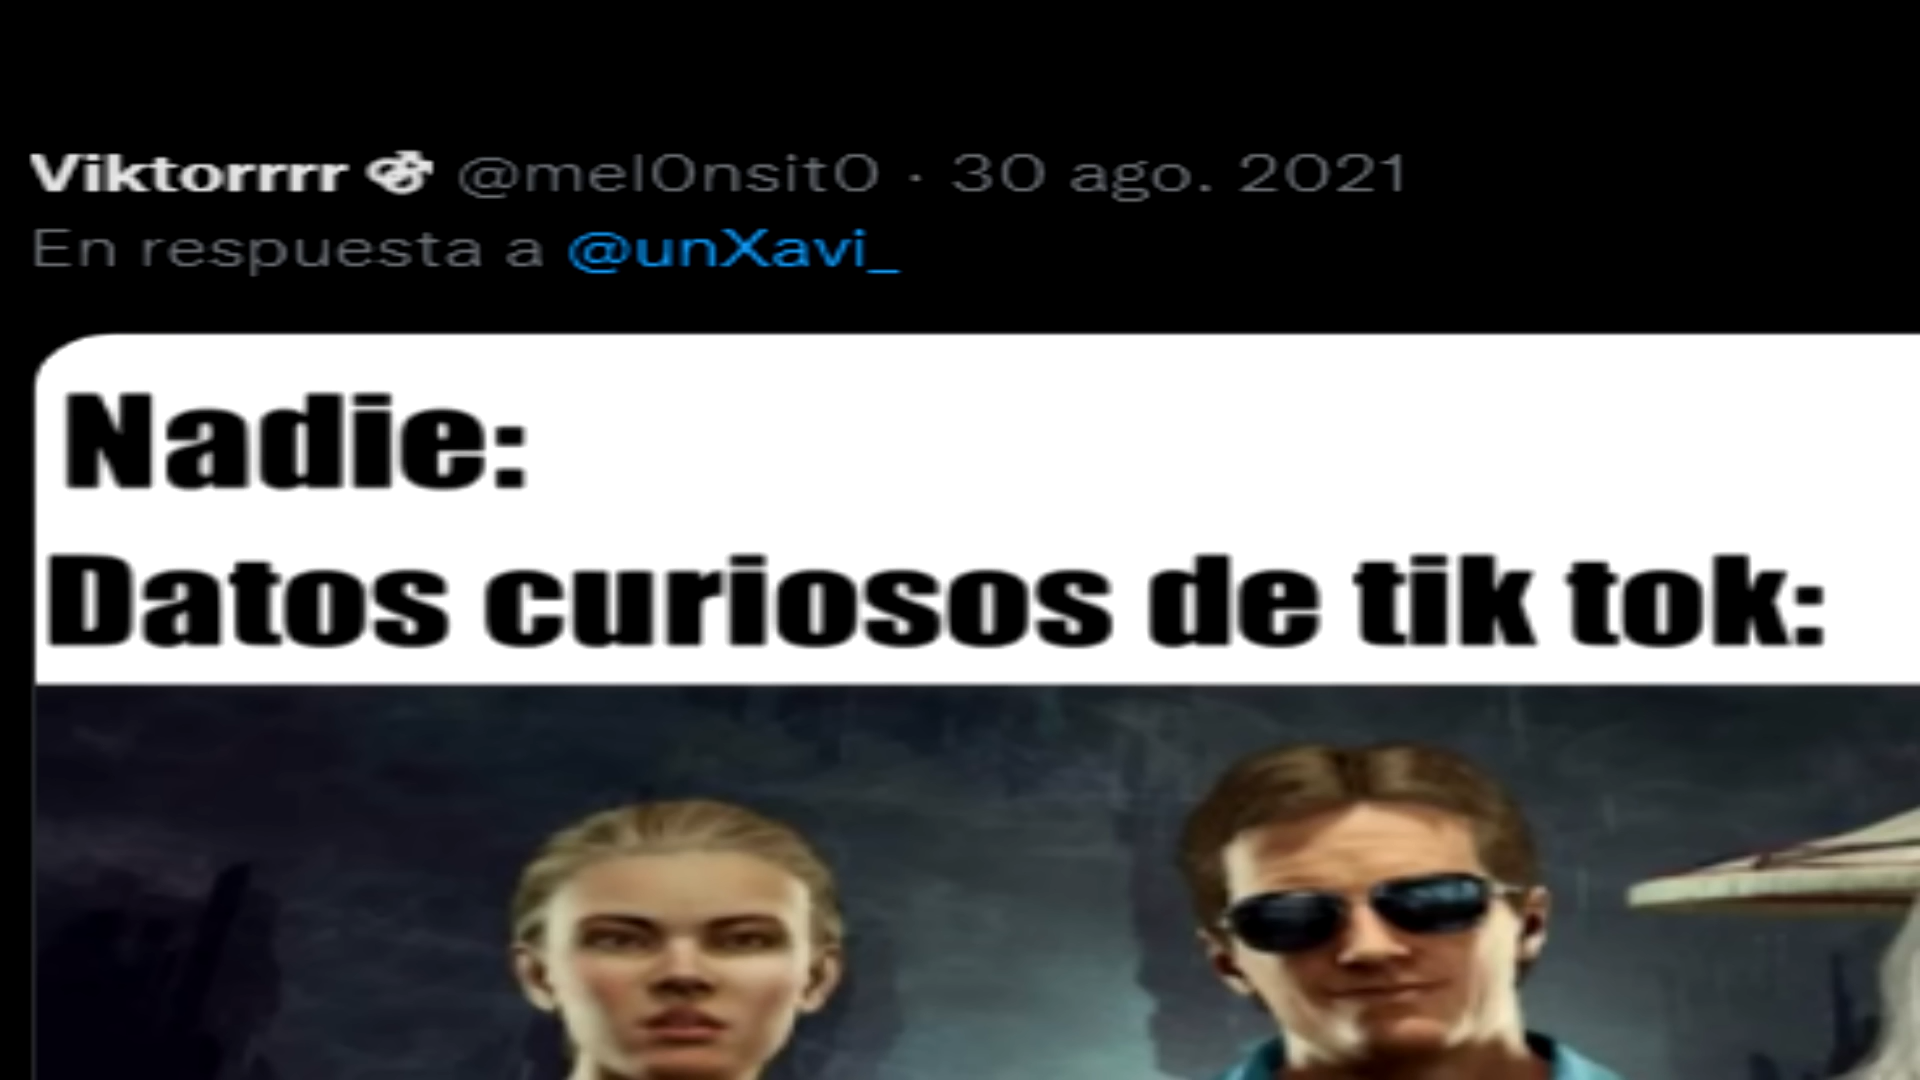 Viktorrrr ⚣ @mel0nsit0 · 30 ago. 2021
En respuesta a @unXavi_
Nadie:
Datos curiosos de tik tok: